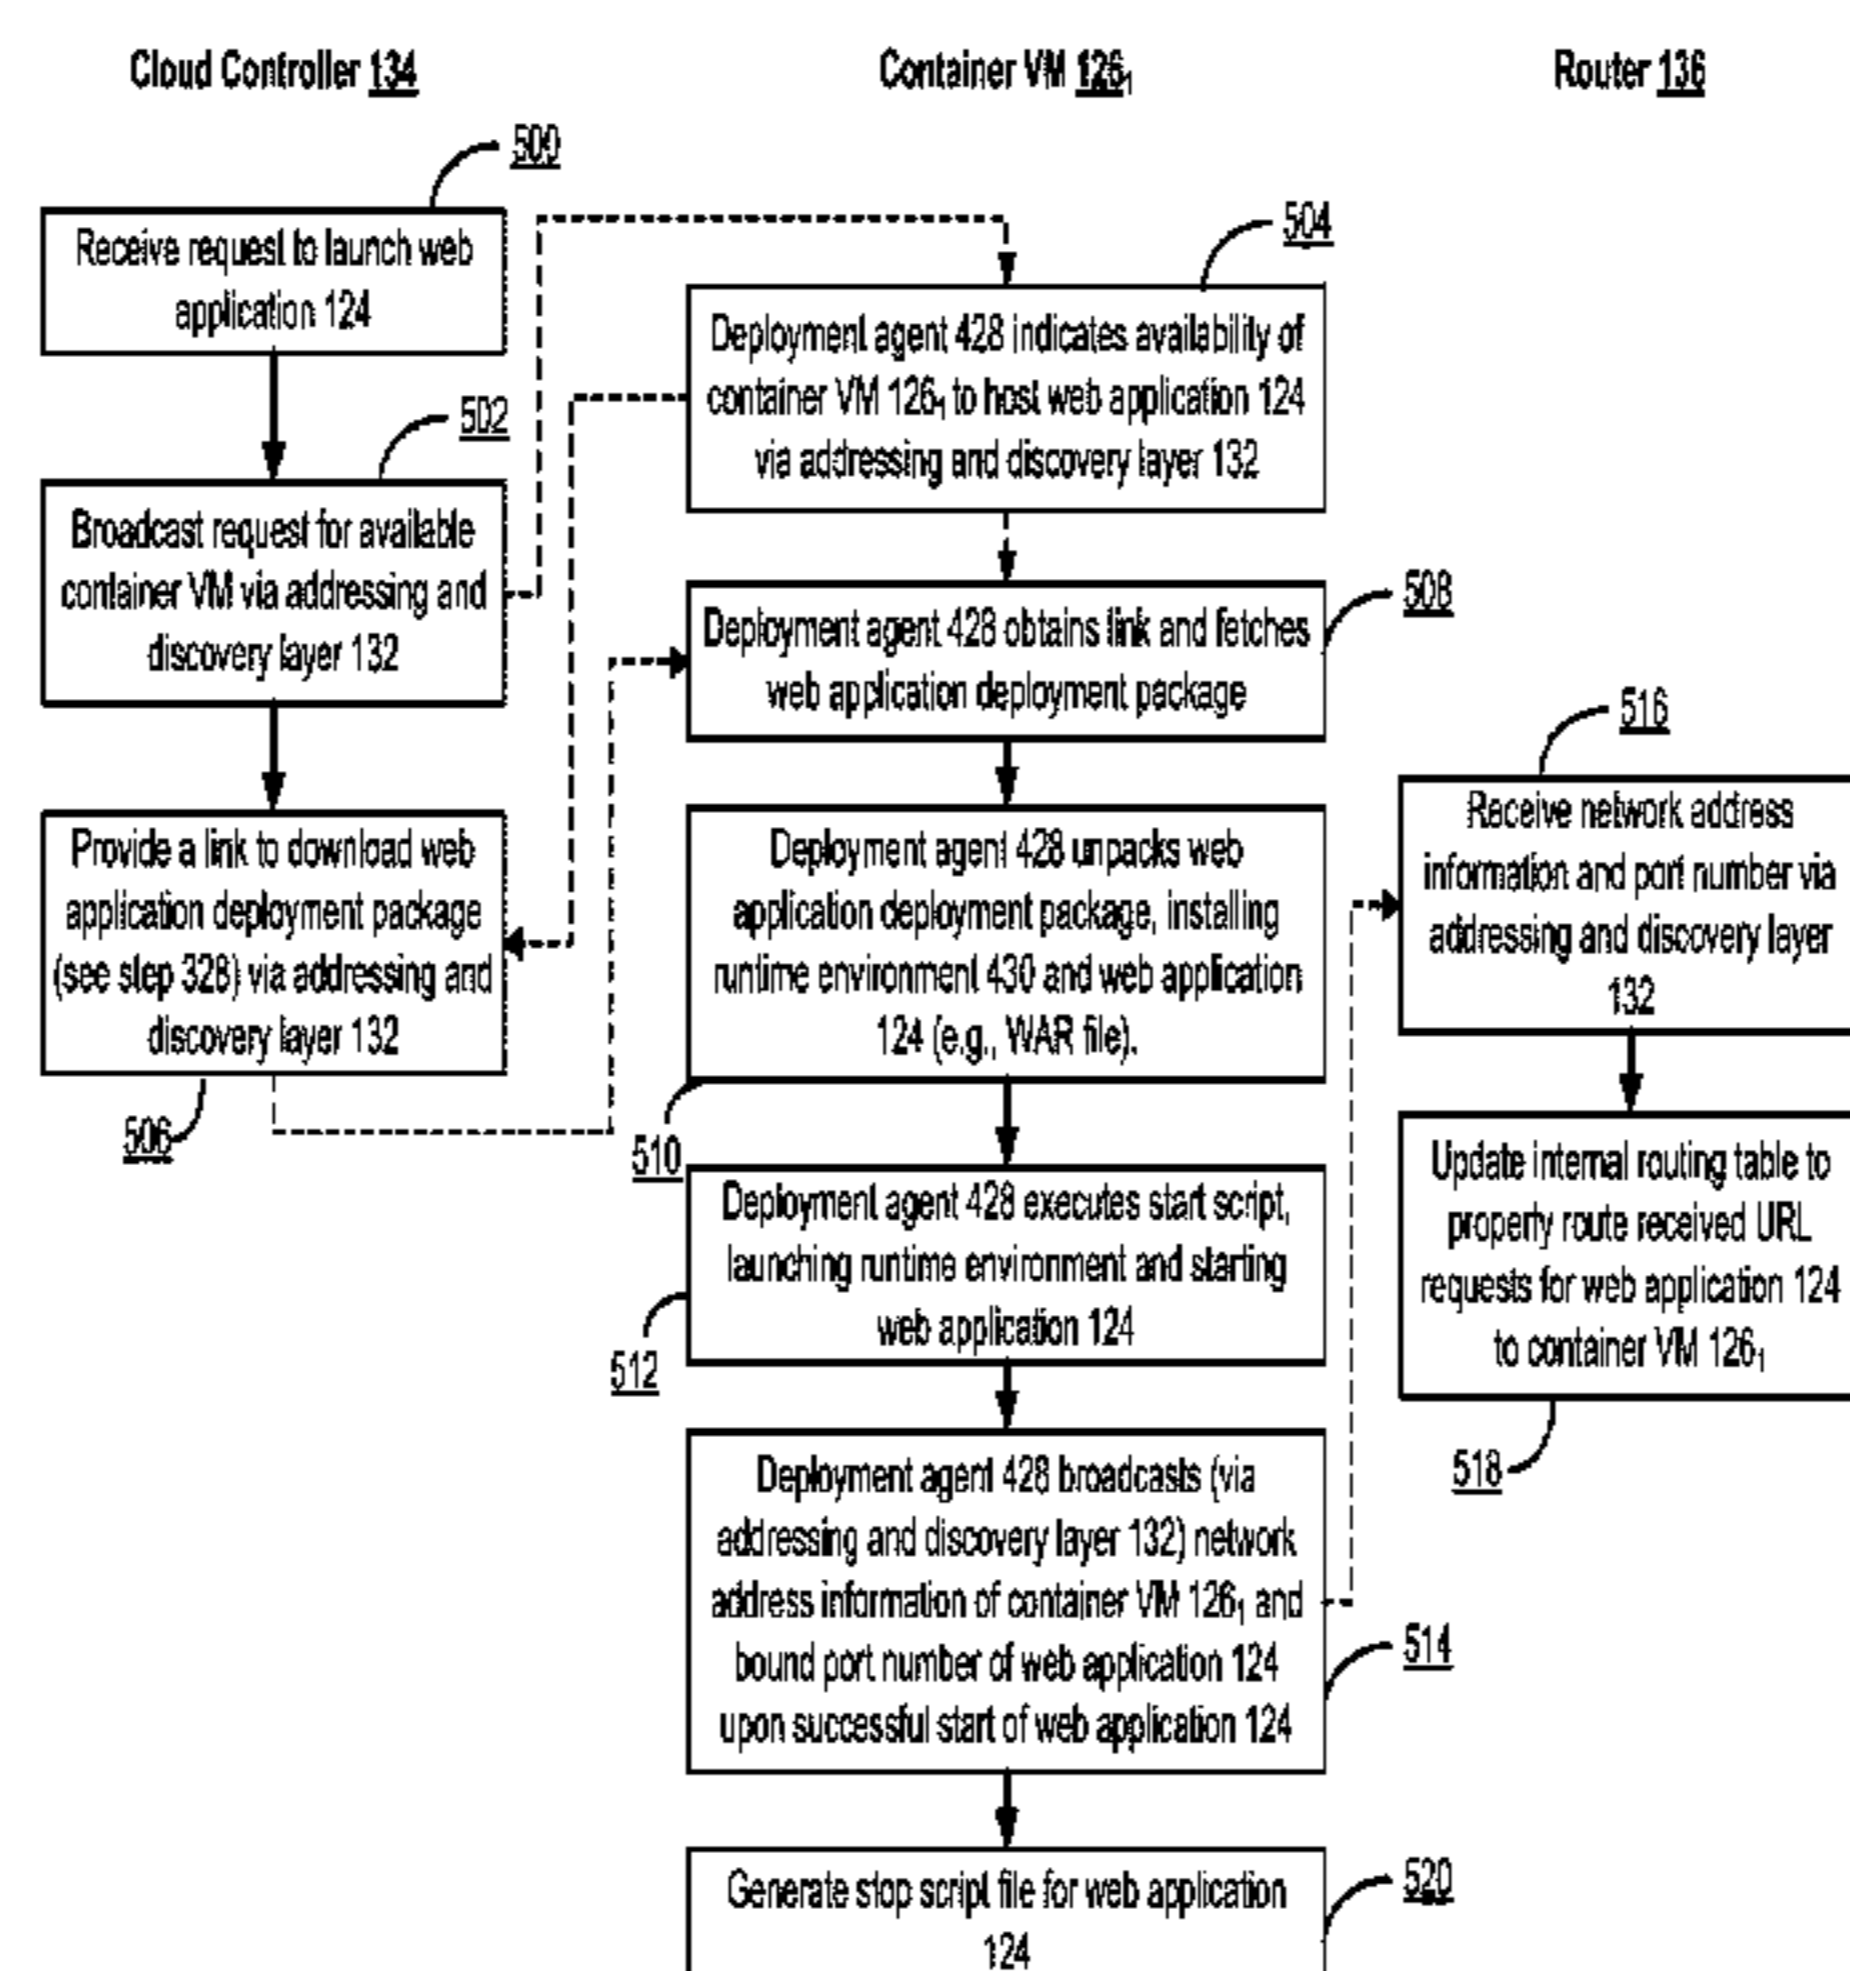 Cloud Controller 134
Container VM 126₁
Router 136
500
Receive request to launch web
application 124
502
Broadcast request for available
container VM via addressing and
discovery layer 132
Provide a link to download web
application deployment package
(see step 328) via addressing and
discovery layer 132
506
504
Deployment agent 428 indicates availability of
container VM 126₁ to host web application 124
via addressing and discovery layer 132
508
Deployment agent 428 obtains link and fetches
web application deployment package
Deployment agent 428 unpacks web
application deployment package, installing
runtime environment 430 and web application
124 (e.g., WAR file).
510
Deployment agent 428 executes start script,
launching runtime environment and starting
web application 124
512
Deployment agent 428 broadcasts (via
addressing and discovery layer 132) network
address information of container VM 126₁ and
bound port number of web application 124
upon successful start of web application 124
514
Generate stop script file for web application
124
520
516
Receive network address
information and port number via
addressing and discovery layer
132
Update internal routing table to
properly route received URL
requests for web application 124
to container VM 126₁
518